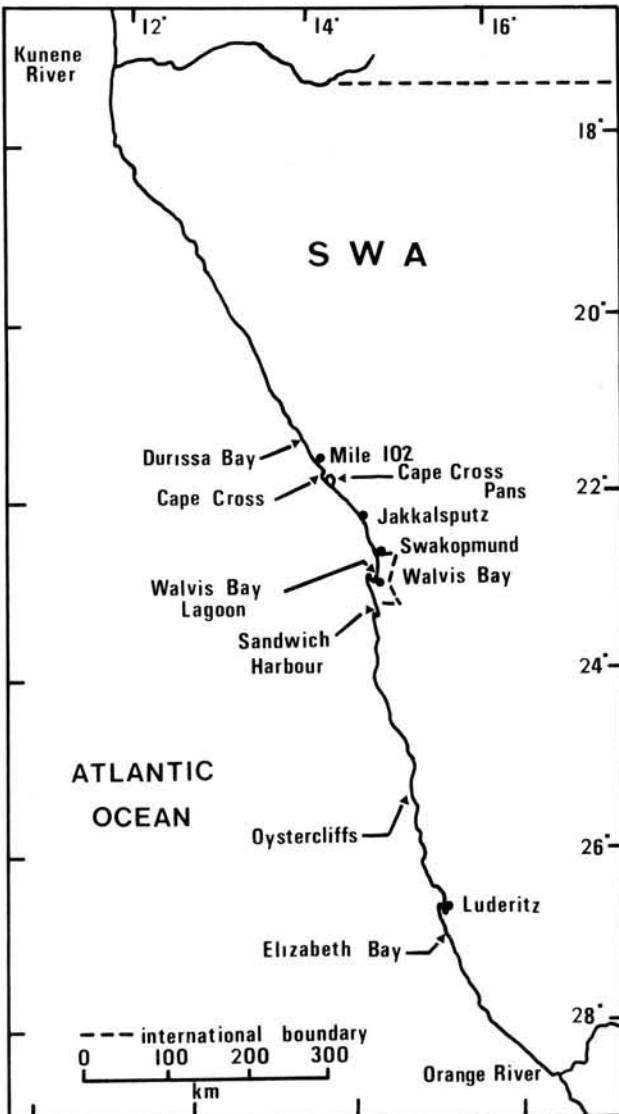 12°
14°
16°
Kunene
River
18°
SWA
20°
Durissa Bay
Mile 102
Cape Cross
Cape Cross
Pans
22°
Jakkalsputz
Swakopmund
Walvis Bay
Lagoon
Walvis Bay
Sandwich
Harbour
24°
ATLANTIC
OCEAN
Oystercliffs
26°
Luderitz
Elizabeth Bay
28°
international boundary
0 100 200 300
km
Orange River